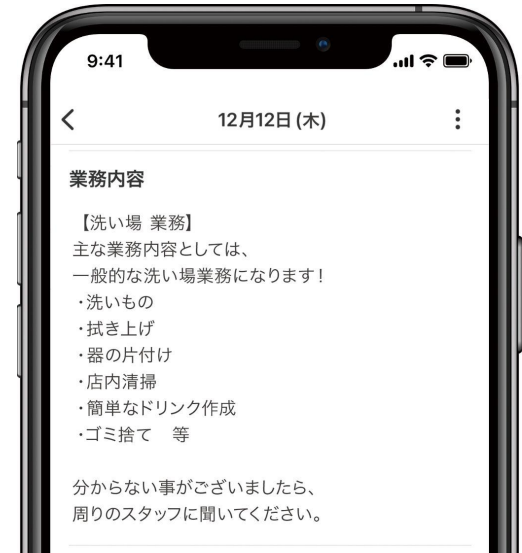 9:41
12月12日(木)
業務内容
【洗い場 業務】
主な業務内容としては、
一般的な洗い場業務になります!
・洗いもの
・拭き上げ
・器の片付け
・店内清掃
・簡単なドリンク作成
・ゴミ捨て　等
分からない事がございましたら、
周りのスタッフに聞いてください。